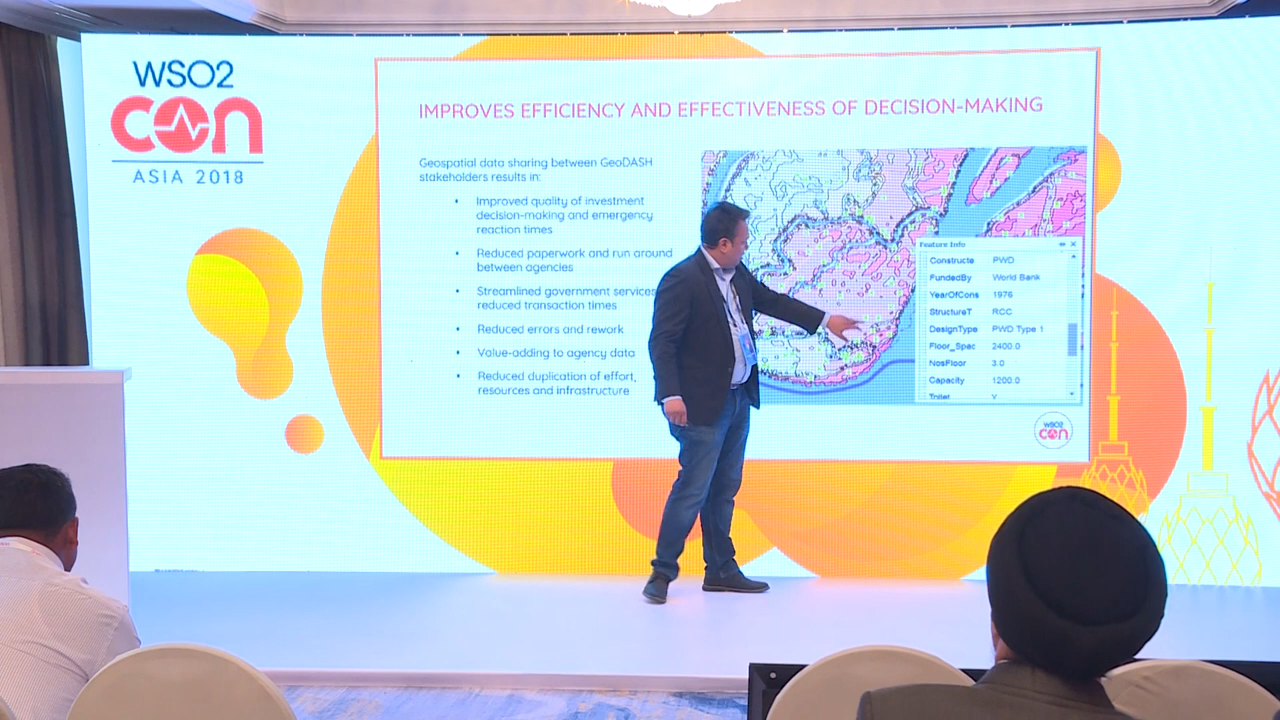 WSO2
CON
ASIA 2018
IMPROVES EFFICIENCY AND EFFECTIVENESS OF DECISION-MAKING
Geospatial data sharing between GeoDASH
stakeholders results in:
• Improved quality of investment
decision-making and emergency
reaction times
• Reduced paperwork and run around
between agencies
• Streamlined government services
reduced transaction times
• Reduced errors and rework
• Value-adding to agency data
• Reduced duplication of effort,
resources and infrastructure
Feature Info
Constructe PWD
FundedBy World Bank
YearOfCons 1976
StructureT RCC
DesignType PWD Type 1
Floor_Spac 2400.0
NosFloor 3.0
Capacity 1200.0
Toilet Y
WSO2
CON